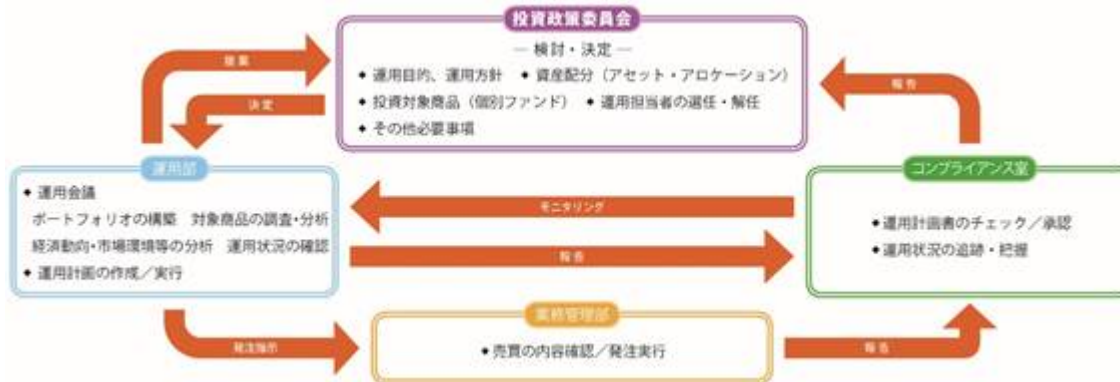 投資政策委員会
― 検討・決定 ―
◆ 運用目的、運用方針 ◆ 資産配分（アセット・アロケーション）
◆ 投資対象商品（個別ファンド） ◆ 運用担当者の選任・解任
◆ その他必要事項
提案
決定
報告
運用部
◆ 運用会議
ポートフォリオの構築 対象商品の調査・分析
経済動向・市場環境等の分析 運用状況の確認
◆ 運用計画の作成／実行
モニタリング
報告
コンプライアンス室
◆ 運用計画書のチェック／承認
◆ 運用状況の追跡・把握
発注指示
業務管理部
◆ 売買の内容確認／発注実行
報告